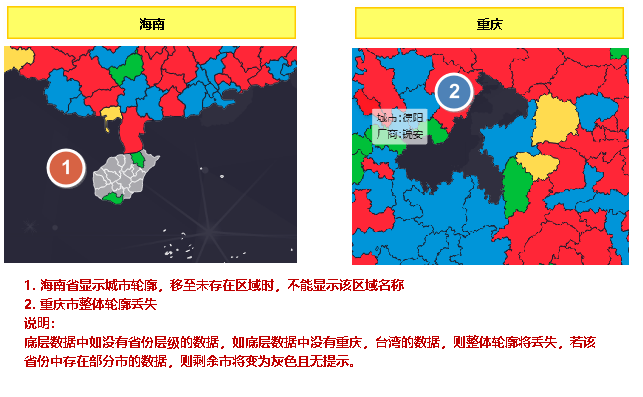 海南
重庆
2
城市:德阳
厂商:皖安
1
1. 海南省显示城市轮廓，移至未存在区域时，不能显示该区域名称
2. 重庆市整体轮廓丢失
说明:
底层数据中如没有省份层级的数据，如底层数据中没有重庆，台湾的数据，则整体轮廓将丢失，若该
省份中存在部分市的数据，则剩余市将变为灰色且无提示。